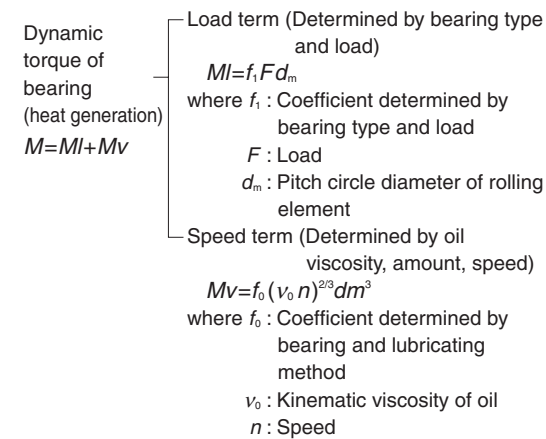 Dynamic
torque of
bearing
(heat generation)
M=Ml+Mv
Load term (Determined by bearing type
and load)
Ml=f₁Fdₘ
where f₁ : Coefficient determined by
bearing type and load
F : Load
dₘ : Pitch circle diameter of rolling
element
Speed term (Determined by oil
viscosity, amount, speed)
Mv=f₀(ν₀n)²ᐟ³dm³
where f₀ : Coefficient determined by
bearing and lubricating
method
ν₀ : Kinematic viscosity of oil
n : Speed